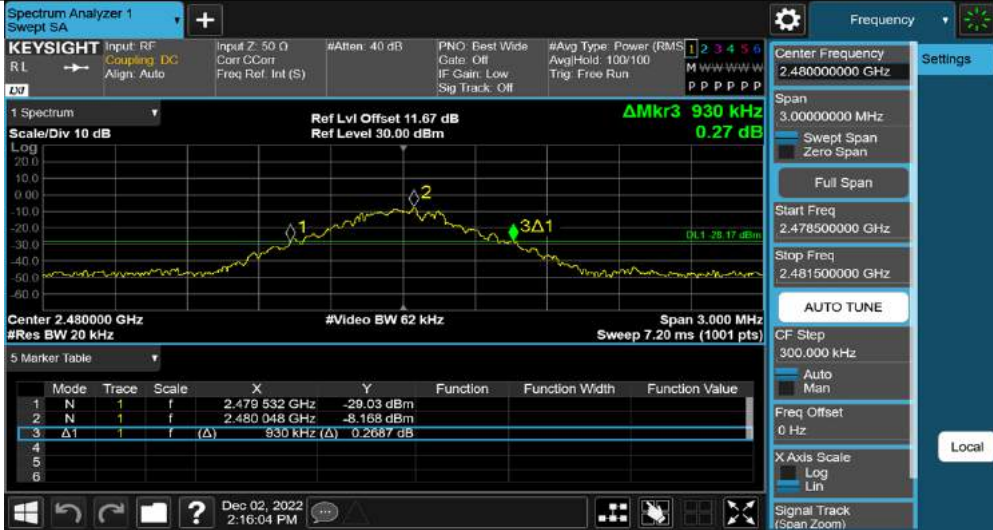 Spectrum Analyzer 1
Swept SA
Frequency
KEYSIGHT
RL
LXI
Input: RF
Coupling: DC
Align: Auto
Input Z: 50 Ω
Corr CCorr
Freq Ref: Int (S)
#Atten: 40 dB
PNO: Best Wide
Gate: Off
IF Gain: Low
Sig Track: Off
#Avg Type: Power (RMS
Avg|Hold: 100/100
Trig: Free Run
1 2 3 4 5 6
M W W W W W
P P P P P P
1 Spectrum
Scale/Div 10 dB
Ref Lvl Offset 11.67 dB
Ref Level 30.00 dBm
ΔMkr3 930 kHz
0.27 dB
Log
20.0
10.0
0.00
-10.0
-20.0
-30.0
-40.0
-50.0
-60.0
1
2
3Δ1
DL1 -28.17 dBm
Center 2.480000 GHz
#Video BW 62 kHz
Span 3.000 MHz
#Res BW 20 kHz
Sweep 7.20 ms (1001 pts)
5 Marker Table
Mode Trace Scale X Y Function Function Width Function Value
1 N 1 f 2.479 532 GHz -29.03 dBm
2 N 1 f 2.480 048 GHz -8.168 dBm
3 Δ1 1 f (Δ) 930 kHz (Δ) 0.2687 dB
4
5
6
?
Dec 02, 2022
2:16:04 PM
Center Frequency
2.480000000 GHz
Span
3.00000000 MHz
Swept Span
Zero Span
Full Span
Start Freq
2.478500000 GHz
Stop Freq
2.481500000 GHz
AUTO TUNE
CF Step
300.000 kHz
Auto
Man
Freq Offset
0 Hz
X Axis Scale
Log
Lin
Signal Track
(Span Zoom)
Settings
Local